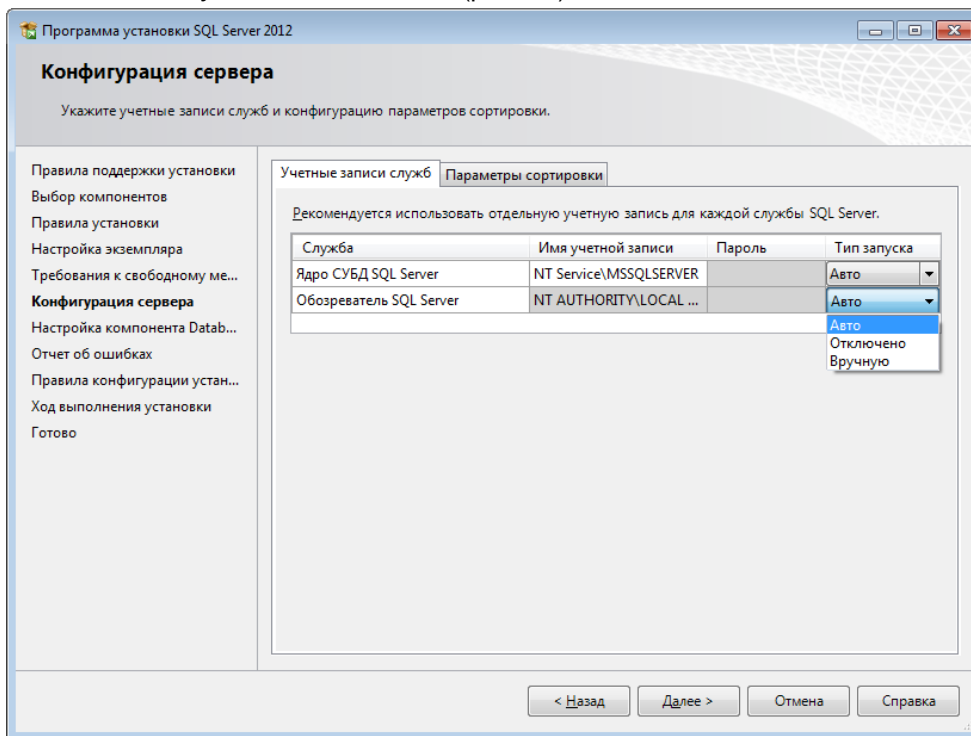 Программа установки SQL Server 2012
Конфигурация сервера
Укажите учетные записи служб и конфигурацию параметров сортировки.
Правила поддержки установки
Выбор компонентов
Правила установки
Настройка экземпляра
Требования к свободному ме...
Конфигурация сервера
Настройка компонента Datab...
Отчет об ошибках
Правила конфигурации устан...
Ход выполнения установки
Готово
Учетные записи служб Параметры сортировки
Рекомендуется использовать отдельную учетную запись для каждой службы SQL Server.
Служба Имя учетной записи Пароль Тип запуска
Ядро СУБД SQL Server NT Service\MSSQLSERVER Авто
Обозреватель SQL Server NT AUTHORITY\LOCAL ... Авто
Авто
Отключено
Вручную
< Назад Далее > Отмена Справка